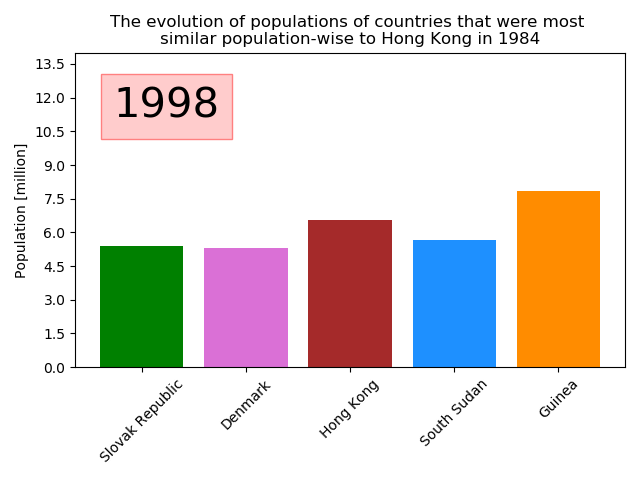 The evolution of populations of countries that were most
similar population-wise to Hong Kong in 1984
13.5
12.0
10.5
9.0
7.5
6.0
4.5
3.0
1.5
0.0
Population [million]
1998
Slovak Republic
Denmark
Hong Kong
South Sudan
Guinea